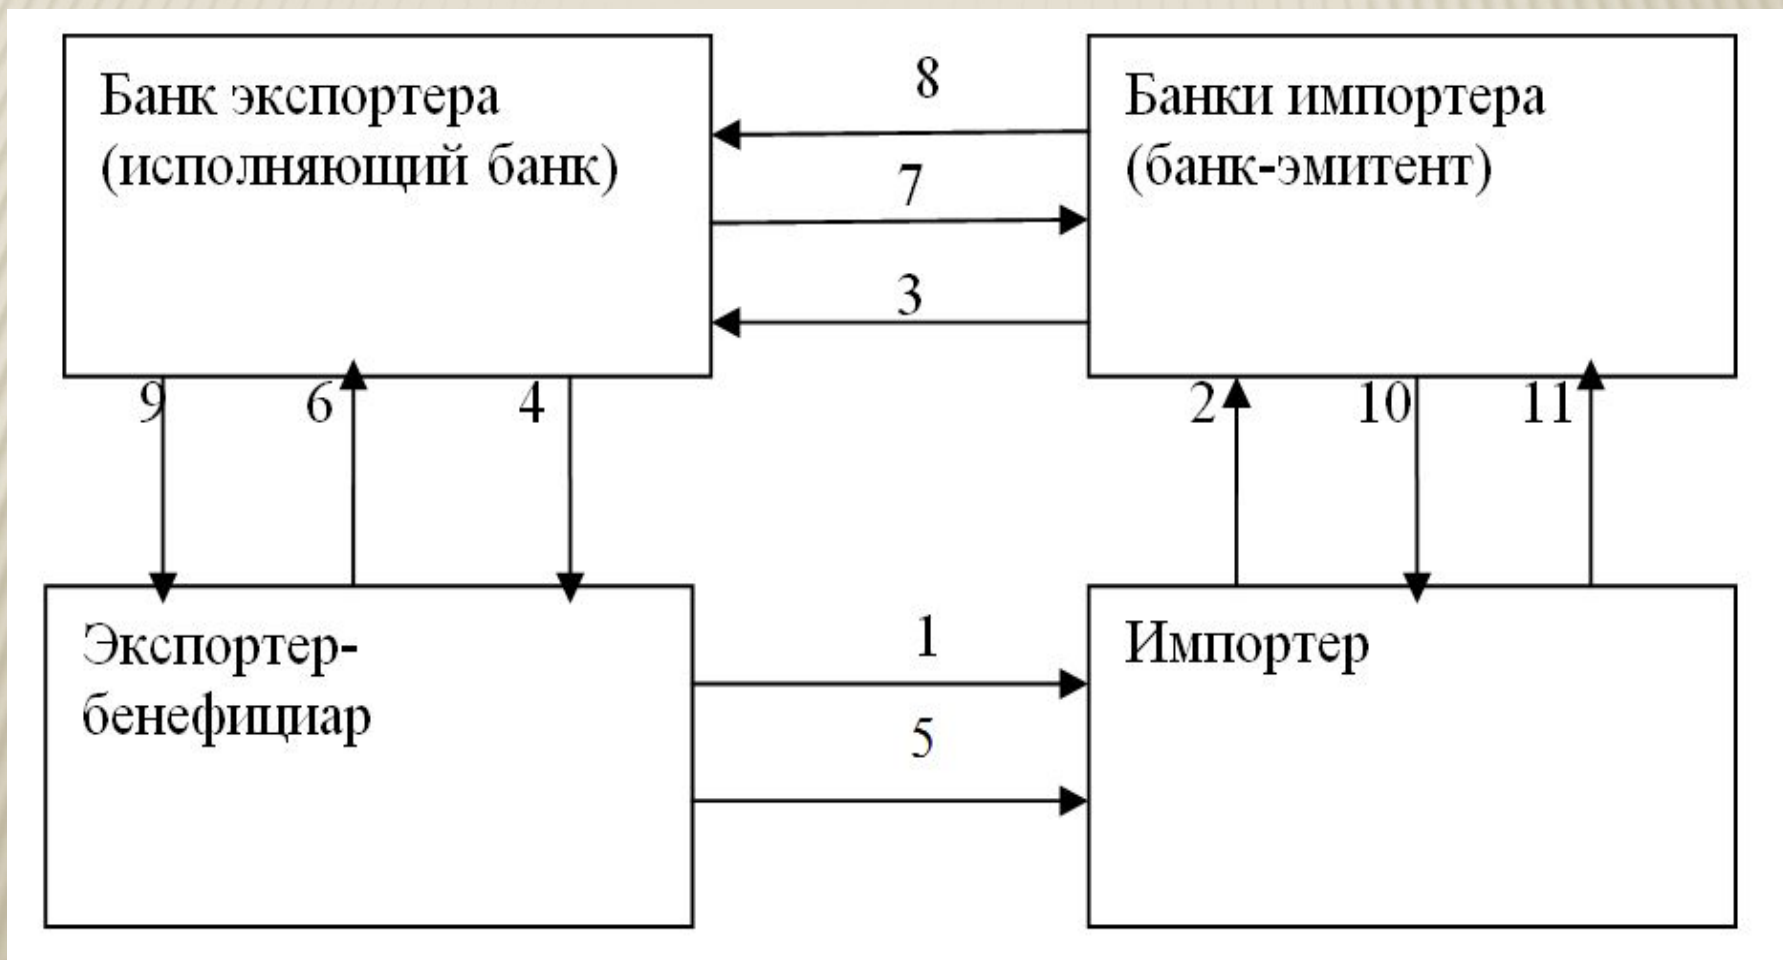 Банк экспортера
(исполняющий банк)
8
7
3
Банки импортера
(банк-эмитент)
9
6
4
2
10
11
Экспортер-
бенефициар
1
5
Импортер